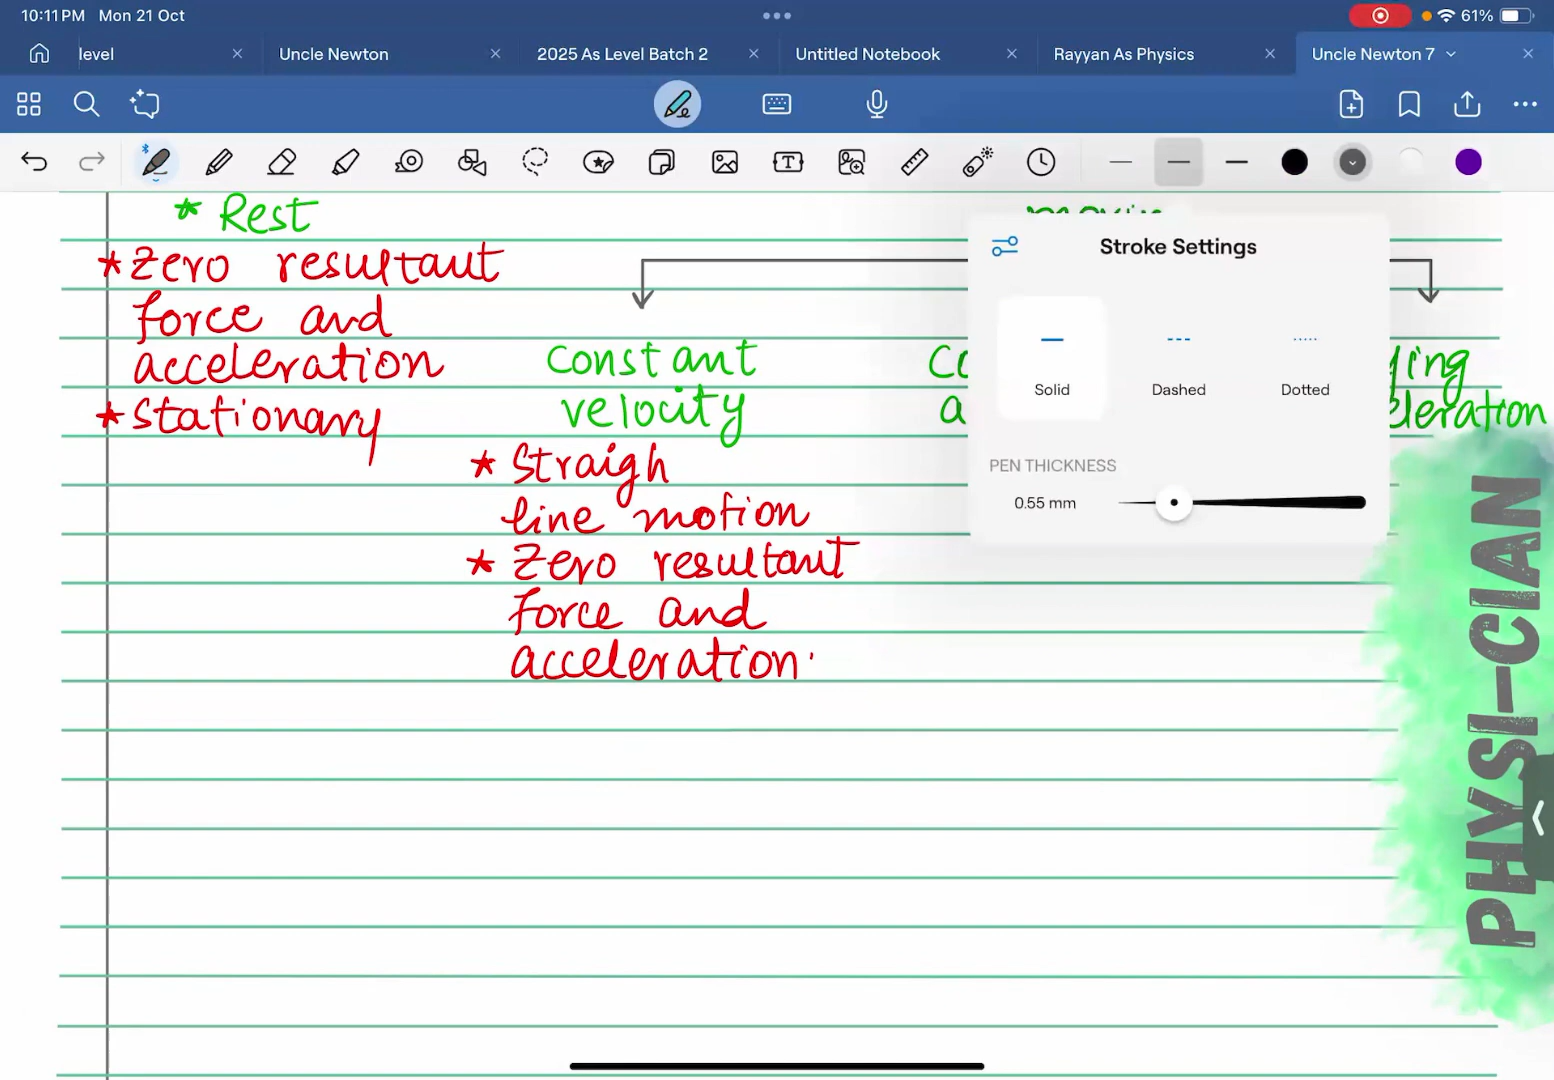 10:11 PM Mon 21 Oct
61%
level
Uncle Newton
2025 As Level Batch 2
Untitled Notebook
Rayyan As Physics
Uncle Newton 7
* Rest
* Zero resultant
force and
acceleration
* Stationary
Constant
velocity
* Straigh
line motion
* Zero resultant
force and
acceleration.
Stroke Settings
Solid
Dashed
Dotted
PEN THICKNESS
0.55 mm
PHYSI-CIAN